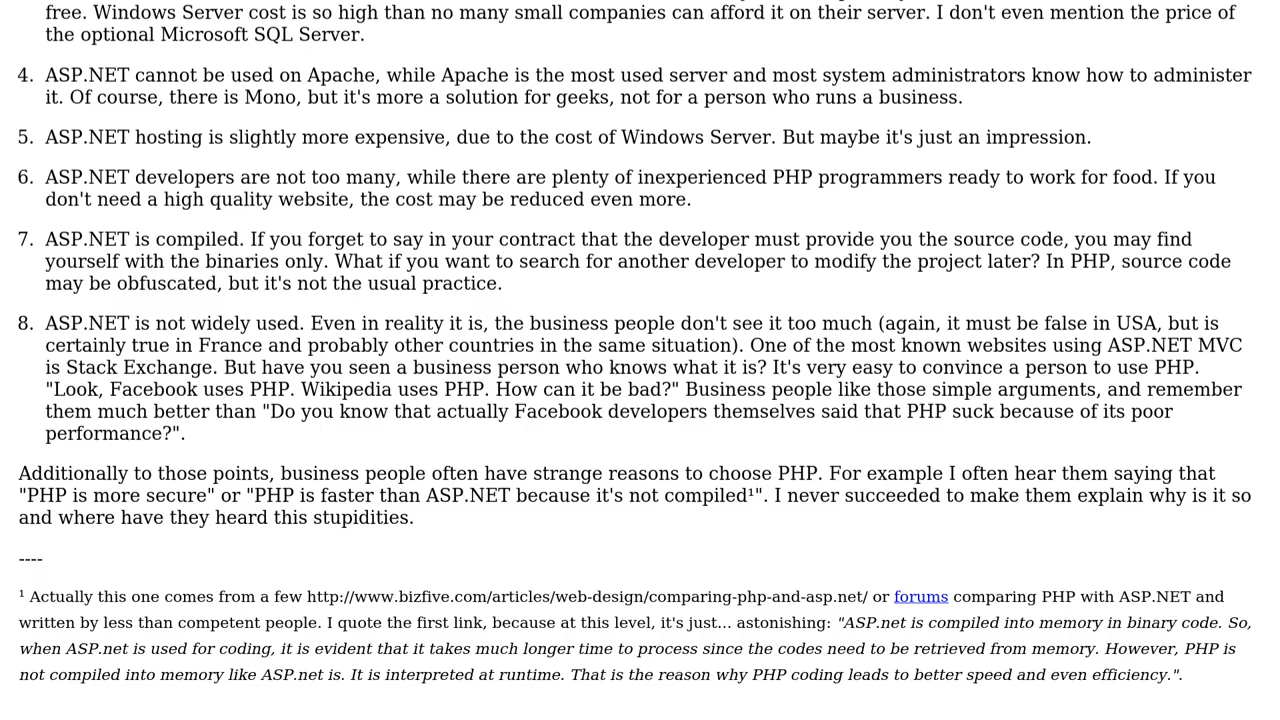 free. Windows Server cost is so high than no many small companies can afford it on their server. I don't even mention the price of
the optional Microsoft SQL Server.
4. ASP.NET cannot be used on Apache, while Apache is the most used server and most system administrators know how to administer
it. Of course, there is Mono, but it's more a solution for geeks, not for a person who runs a business.
5. ASP.NET hosting is slightly more expensive, due to the cost of Windows Server. But maybe it's just an impression.
6. ASP.NET developers are not too many, while there are plenty of inexperienced PHP programmers ready to work for food. If you
don't need a high quality website, the cost may be reduced even more.
7. ASP.NET is compiled. If you forget to say in your contract that the developer must provide you the source code, you may find
yourself with the binaries only. What if you want to search for another developer to modify the project later? In PHP, source code
may be obfuscated, but it's not the usual practice.
8. ASP.NET is not widely used. Even in reality it is, the business people don't see it too much (again, it must be false in USA, but is
certainly true in France and probably other countries in the same situation). One of the most known websites using ASP.NET MVC
is Stack Exchange. But have you seen a business person who knows what it is? It's very easy to convince a person to use PHP.
"Look, Facebook uses PHP. Wikipedia uses PHP. How can it be bad?" Business people like those simple arguments, and remember
them much better than "Do you know that actually Facebook developers themselves said that PHP suck because of its poor
performance?".
Additionally to those points, business people often have strange reasons to choose PHP. For example I often hear them saying that
"PHP is more secure" or "PHP is faster than ASP.NET because it's not compiled¹". I never succeeded to make them explain why is it so
and where have they heard this stupidities.
----
¹ Actually this one comes from a few http://www.bizfive.com/articles/web-design/comparing-php-and-asp.net/ or forums comparing PHP with ASP.NET and
written by less than competent people. I quote the first link, because at this level, it's just... astonishing: "ASP.net is compiled into memory in binary code. So,
when ASP.net is used for coding, it is evident that it takes much longer time to process since the codes need to be retrieved from memory. However, PHP is
not compiled into memory like ASP.net is. It is interpreted at runtime. That is the reason why PHP coding leads to better speed and even efficiency.".